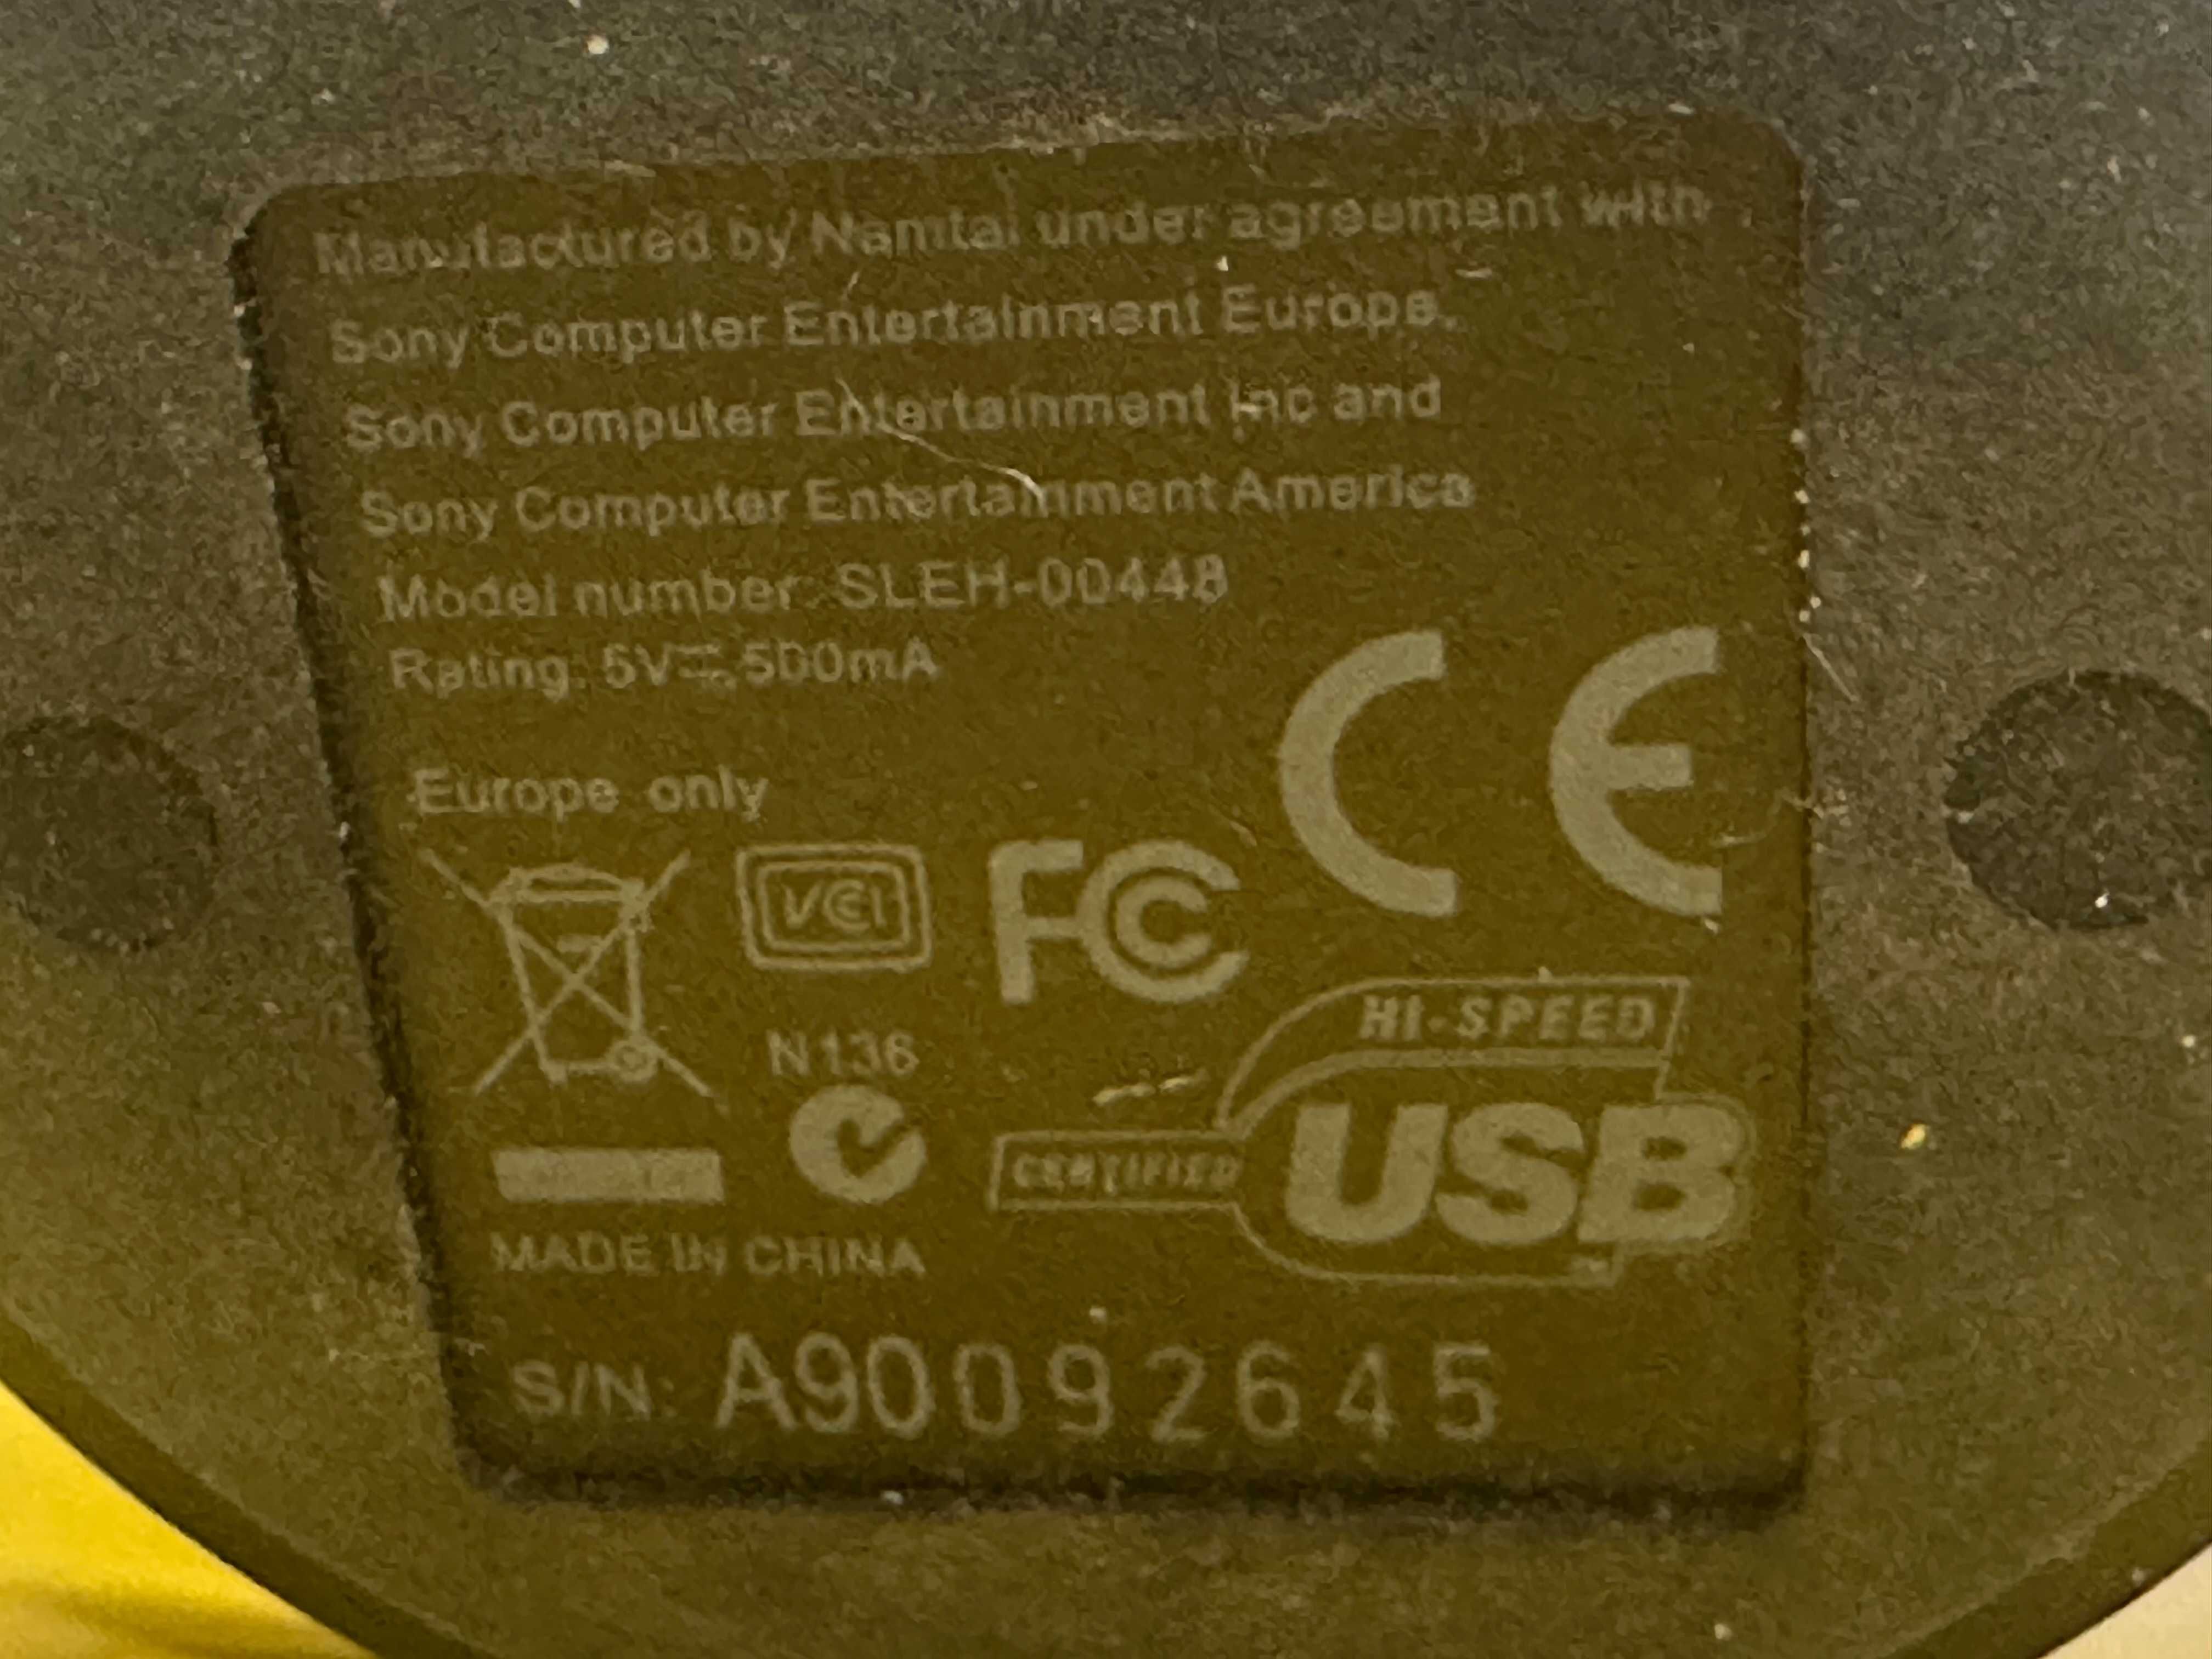 Manufactured by Namtai under agreement with
Sony Computer Entertainment Europe,
Sony Computer Entertainment Inc and
Sony Computer Entertainment America
Model number: SLEH-00448
Rating: 5V⎓500mA
Europe only
VCI
FC
CE
N136
HI-SPEED
CERTIFIED USB
MADE IN CHINA
S/N: A90092645